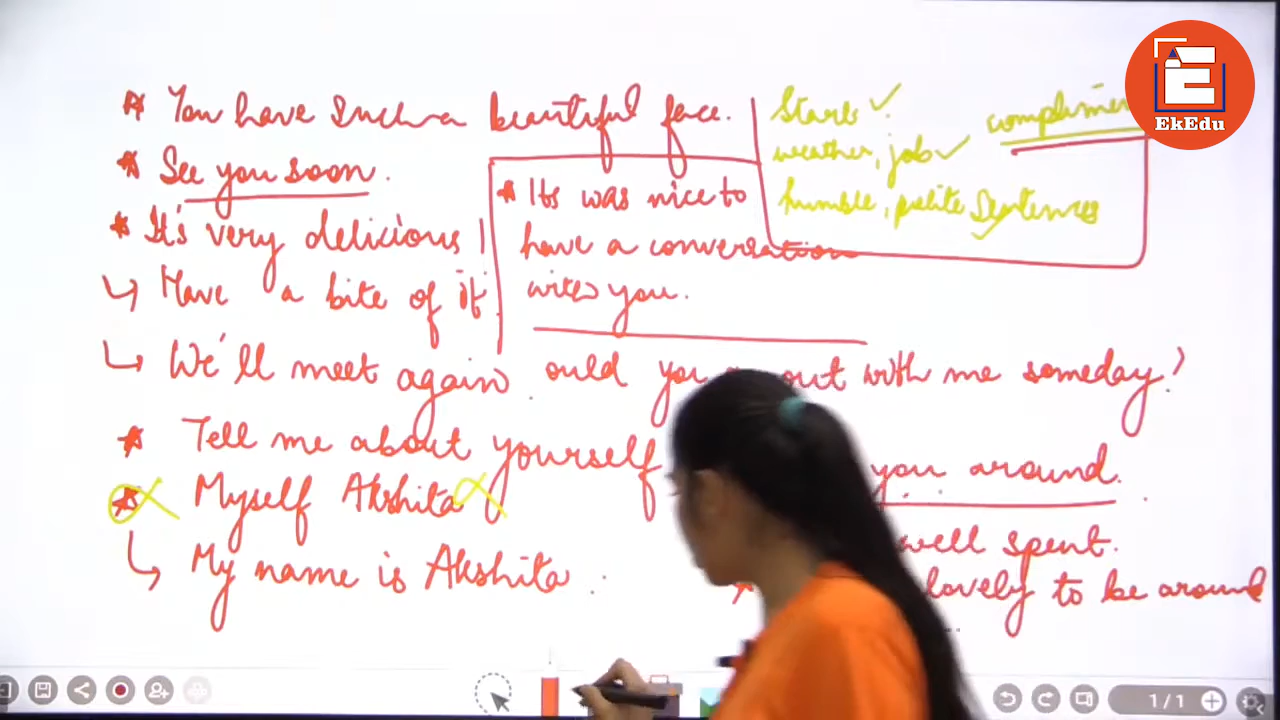 You have such a beautiful face.
See you soon.
It's very delicious
Have a bite of it
We'll meet again
Its was nice to
have a conversation
with you.
Stars
weather, job
humble, polite Sentences
EkEdu
ould you out with me someday?
Tell me about yourself
you around.
Myself Akshita
well spent.
My name is Akshita
lovely to be around
1/1